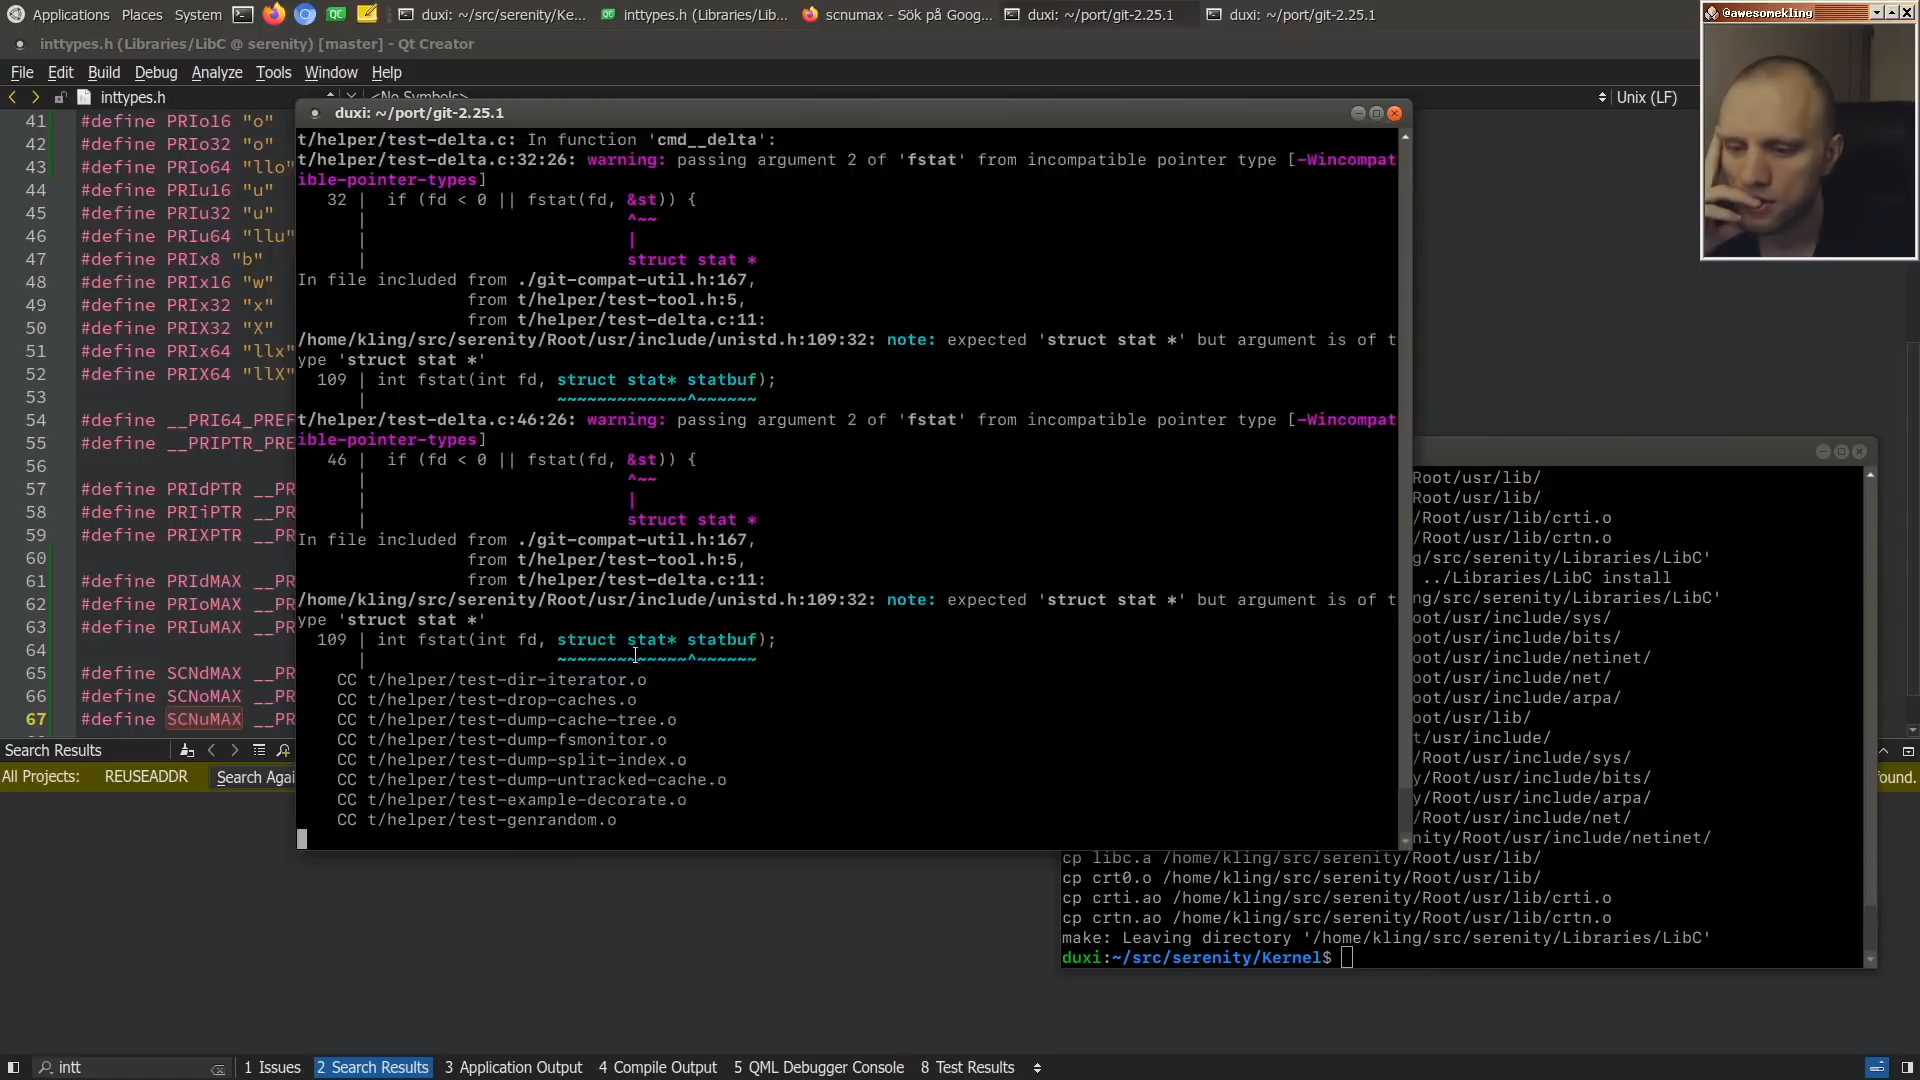 Applications Places System duxi: ~/src/serenity/Ke... inttypes.h (Libraries/Lib... scnumax - Sök på Goog... duxi: ~/port/git-2.25.1 duxi: ~/port/git-2.25.1
@awesomekling
inttypes.h (Libraries/LibC @ serenity) [master] - Qt Creator
File Edit Build Debug Analyze Tools Window Help
inttypes.h <No Symbols> Unix (LF)
41 #define PRIo16 "o"
42 #define PRIo32 "o"
43 #define PRIo64 "llo"
44 #define PRIu16 "u"
45 #define PRIu32 "u"
46 #define PRIu64 "llu"
47 #define PRIx8 "b"
48 #define PRIx16 "w"
49 #define PRIx32 "x"
50 #define PRIX32 "X"
51 #define PRIx64 "llx"
52 #define PRIX64 "llX"
53
54 #define __PRI64_PREF
55 #define __PRIPTR_PRE
56
57 #define PRIdPTR __PR
58 #define PRIiPTR __PR
59 #define PRIXPTR __PR
60
61 #define PRIdMAX __PR
62 #define PRIoMAX __PR
63 #define PRIuMAX __PR
64
65 #define SCNdMAX __PR
66 #define SCNoMAX __PR
67 #define SCNuMAX __PR
duxi: ~/port/git-2.25.1
t/helper/test-delta.c: In function 'cmd__delta':
t/helper/test-delta.c:32:26: warning: passing argument 2 of 'fstat' from incompatible pointer type [-Wincompat
ible-pointer-types]
32 | if (fd < 0 || fstat(fd, &st)) {
| ^~~
| |
| struct stat *
In file included from ./git-compat-util.h:167,
from t/helper/test-tool.h:5,
from t/helper/test-delta.c:11:
/home/kling/src/serenity/Root/usr/include/unistd.h:109:32: note: expected 'struct stat *' but argument is of t
ype 'struct stat *'
109 | int fstat(int fd, struct stat* statbuf);
| ~~~~~~~~~~~~~^~~~~~~
t/helper/test-delta.c:46:26: warning: passing argument 2 of 'fstat' from incompatible pointer type [-Wincompat
ible-pointer-types]
46 | if (fd < 0 || fstat(fd, &st)) {
| ^~~
| |
| struct stat *
In file included from ./git-compat-util.h:167,
from t/helper/test-tool.h:5,
from t/helper/test-delta.c:11:
/home/kling/src/serenity/Root/usr/include/unistd.h:109:32: note: expected 'struct stat *' but argument is of t
ype 'struct stat *'
109 | int fstat(int fd, struct stat* statbuf);
| ~~~~~~~~~~~~~^~~~~~~
CC t/helper/test-dir-iterator.o
CC t/helper/test-drop-caches.o
CC t/helper/test-dump-cache-tree.o
CC t/helper/test-dump-fsmonitor.o
CC t/helper/test-dump-split-index.o
CC t/helper/test-dump-untracked-cache.o
CC t/helper/test-example-decorate.o
CC t/helper/test-genrandom.o
Root/usr/lib/
Root/usr/lib/
/Root/usr/lib/crti.o
/Root/usr/lib/crtn.o
g/src/serenity/Libraries/LibC'
../Libraries/LibC install
ng/src/serenity/Libraries/LibC'
Root/usr/include/sys/
Root/usr/include/bits/
Root/usr/include/netinet/
Root/usr/include/net/
Root/usr/include/arpa/
/Root/usr/lib/
t/usr/include/
y/Root/usr/include/sys/
y/Root/usr/include/bits/
y/Root/usr/include/arpa/
y/Root/usr/include/net/
nity/Root/usr/include/netinet/
cp libc.a /home/kling/src/serenity/Root/usr/lib/
cp crt0.o /home/kling/src/serenity/Root/usr/lib/
cp crti.ao /home/kling/src/serenity/Root/usr/lib/crti.o
cp crtn.ao /home/kling/src/serenity/Root/usr/lib/crtn.o
make: Leaving directory '/home/kling/src/serenity/Libraries/LibC'
duxi:~/src/serenity/Kernel$
Search Results
All Projects: REUSEADDR Search Agai ound.
intt 1 Issues 2 Search Results 3 Application Output 4 Compile Output 5 QML Debugger Console 8 Test Results